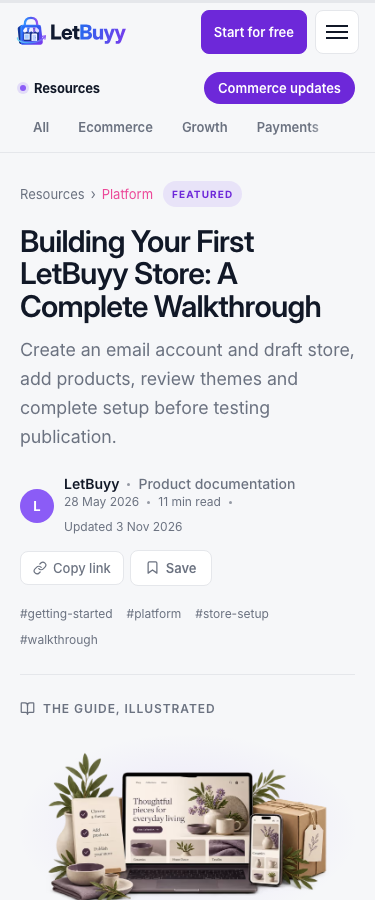 LetBuyy
Start for free
Resources
Commerce updates
All Ecommerce Growth Payments
Resources › Platform FEATURED
Building Your First
LetBuyy Store: A
Complete Walkthrough
Create an email account and draft store,
add products, review themes and
complete setup before testing
publication.
L
LetBuyy • Product documentation
28 May 2026 • 11 min read •
Updated 3 Nov 2026
Copy link
Save
#getting-started #platform #store-setup
#walkthrough
THE GUIDE, ILLUSTRATED
Thoughtful
pieces for
everyday living